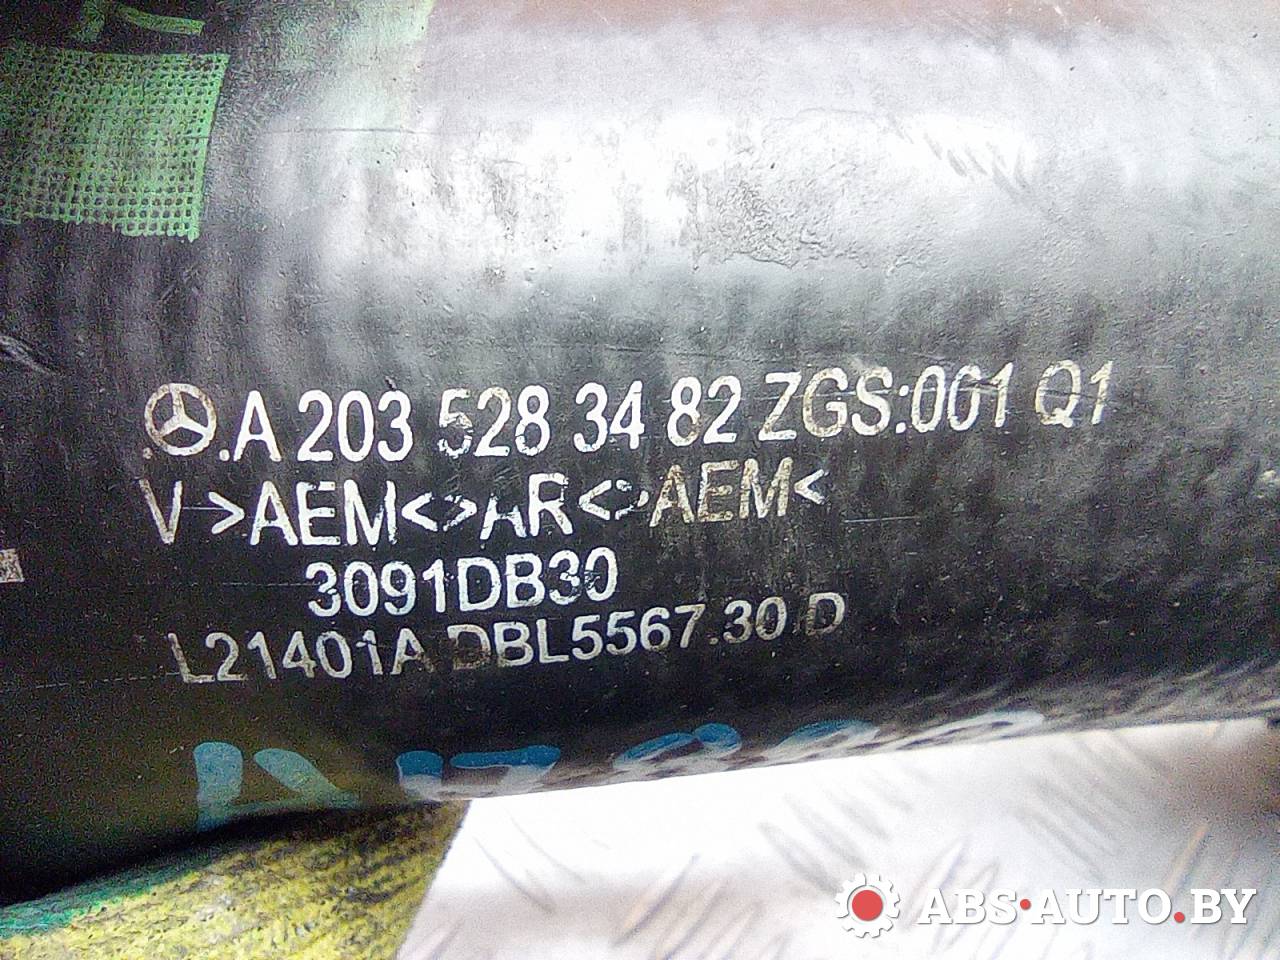 A 203 528 34 82 ZGS:001 Q1
V >AEM<>AR<>AEM<
3091DB30
L21401A DBL5567.30 D
ABS·AUTO.BY